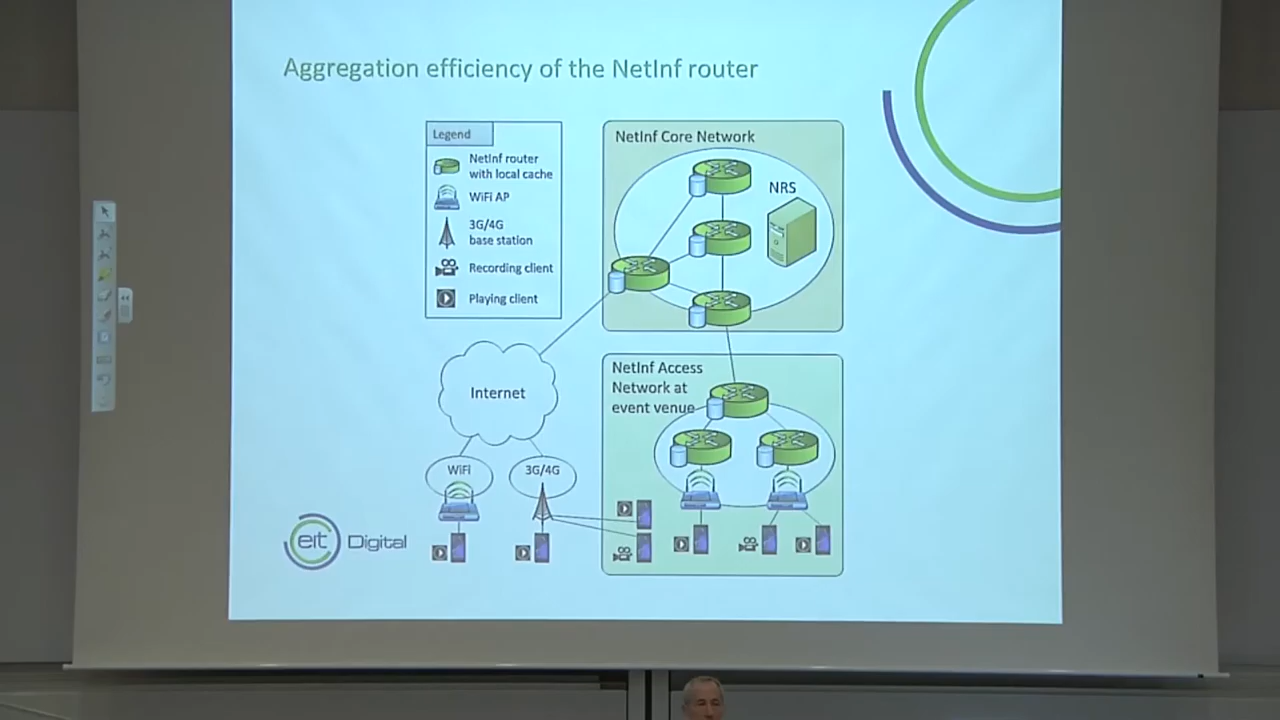 Aggregation efficiency of the NetInf router
Legend
NetInf router
with local cache
WiFi AP
3G/4G
base station
Recording client
Playing client
NetInf Core Network
NRS
Internet
WiFi
3G/4G
NetInf Access
Network at
event venue
eit Digital